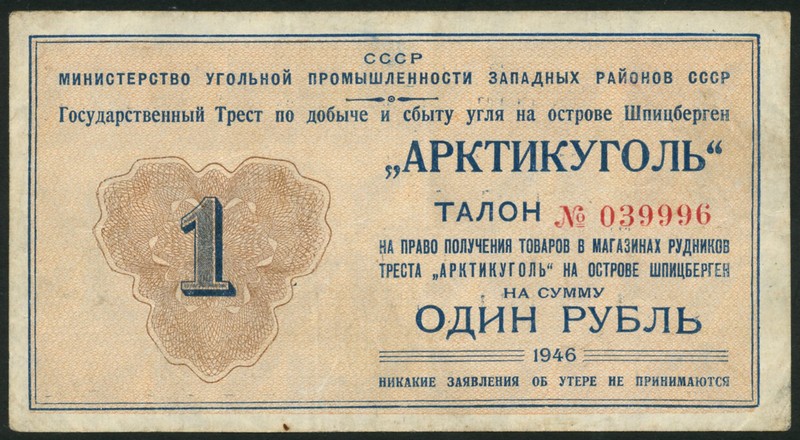 СССР
МИНИСТЕРСТВО УГОЛЬНОЙ ПРОМЫШЛЕННОСТИ ЗАПАДНЫХ РАЙОНОВ СССР
Государственный Трест по добыче и сбыту угля на острове Шпицберген
„АРКТИКУГОЛЬ“
ТАЛОН № 039996
НА ПРАВО ПОЛУЧЕНИЯ ТОВАРОВ В МАГАЗИНАХ РУДНИКОВ
ТРЕСТА „АРКТИКУГОЛЬ“ НА ОСТРОВЕ ШПИЦБЕРГЕН
НА СУММУ
ОДИН РУБЛЬ
1946
НИКАКИЕ ЗАЯВЛЕНИЯ ОБ УТЕРЕ НЕ ПРИНИМАЮТСЯ
1